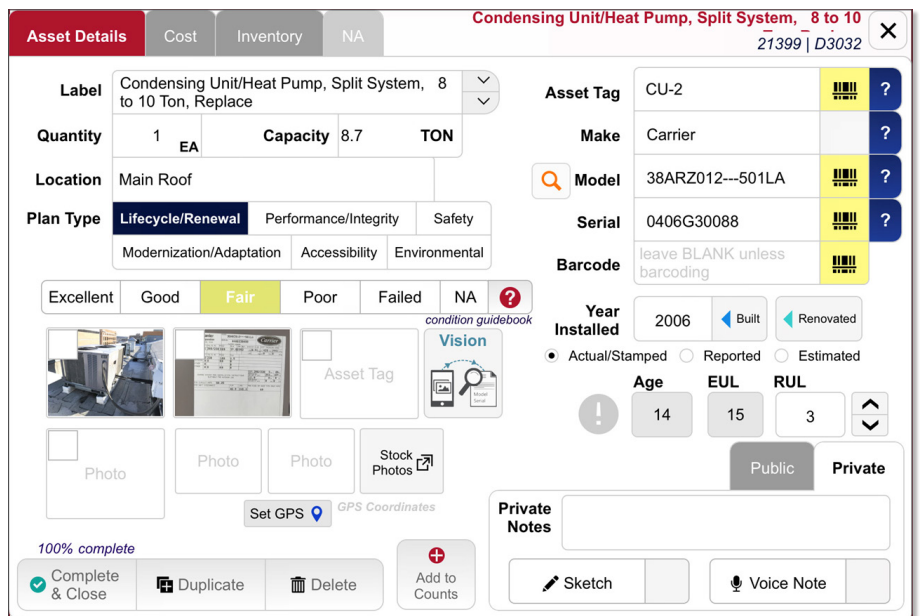 Asset Details
Cost
Inventory
NA
Condensing Unit/Heat Pump, Split System, 8 to 10
21399 | D3032
Label
Condensing Unit/Heat Pump, Split System, 8
to 10 Ton, Replace
Quantity
1
EA
Capacity
8.7
TON
Location
Main Roof
Plan Type
Lifecycle/Renewal
Performance/Integrity
Safety
Modernization/Adaptation
Accessibility
Environmental
Excellent
Good
Fair
Poor
Failed
NA
?
condition guidebook
Carrier
Asset Tag
Vision
Model
Serial
Photo
Photo
Photo
Stock
Photos
Set GPS
GPS Coordinates
100% complete
Complete
& Close
Duplicate
Delete
Add to
Counts
Asset Tag
CU-2
?
Make
Carrier
?
Model
38ARZ012---501LA
?
Serial
0406G30088
?
Barcode
leave BLANK unless
barcoding
Year
Installed
2006
Built
Renovated
Actual/Stamped
Reported
Estimated
Age
EUL
RUL
!
14
15
3
Public
Private
Private
Notes
Sketch
Voice Note